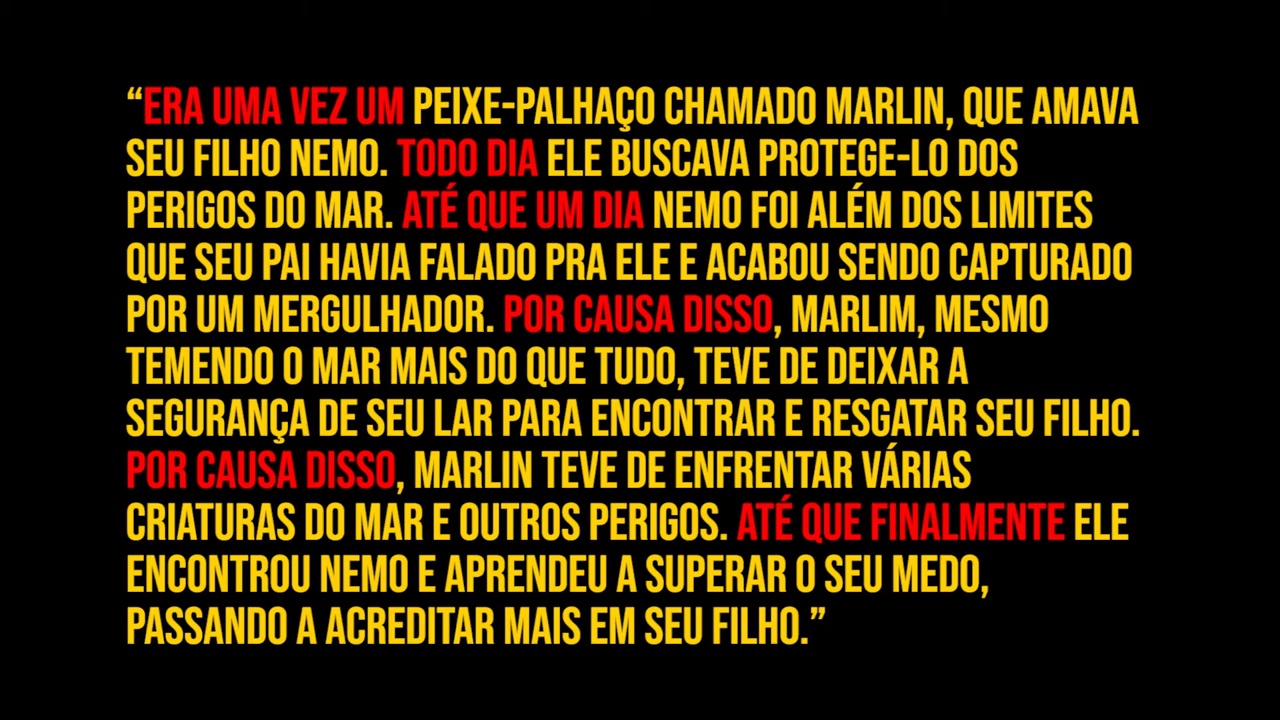 “ERA UMA VEZ UM PEIXE-PALHAÇO CHAMADO MARLIN, QUE AMAVA
SEU FILHO NEMO. TODO DIA ELE BUSCAVA PROTEGE-LO DOS
PERIGOS DO MAR. ATÉ QUE UM DIA NEMO FOI ALÉM DOS LIMITES
QUE SEU PAI HAVIA FALADO PRA ELE E ACABOU SENDO CAPTURADO
POR UM MERGULHADOR. POR CAUSA DISSO, MARLIM, MESMO
TEMENDO O MAR MAIS DO QUE TUDO, TEVE DE DEIXAR A
SEGURANÇA DE SEU LAR PARA ENCONTRAR E RESGATAR SEU FILHO.
POR CAUSA DISSO, MARLIN TEVE DE ENFRENTAR VÁRIAS
CRIATURAS DO MAR E OUTROS PERIGOS. ATÉ QUE FINALMENTE ELE
ENCONTROU NEMO E APRENDEU A SUPERAR O SEU MEDO,
PASSANDO A ACREDITAR MAIS EM SEU FILHO.”